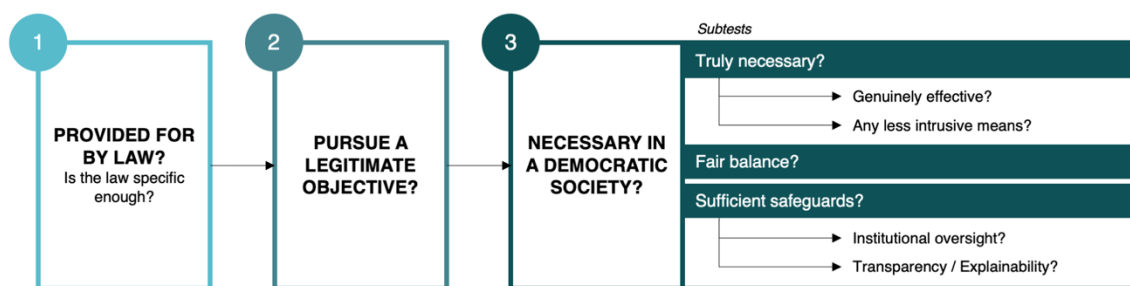 1
PROVIDED FOR
BY LAW?
Is the law specific
enough?
2
PURSUE A
LEGITIMATE
OBJECTIVE?
3
NECESSARY IN
A DEMOCRATIC
SOCIETY?
Subtests
Truly necessary?
Genuinely effective?
Any less intrusive means?
Fair balance?
Sufficient safeguards?
Institutional oversight?
Transparency / Explainability?